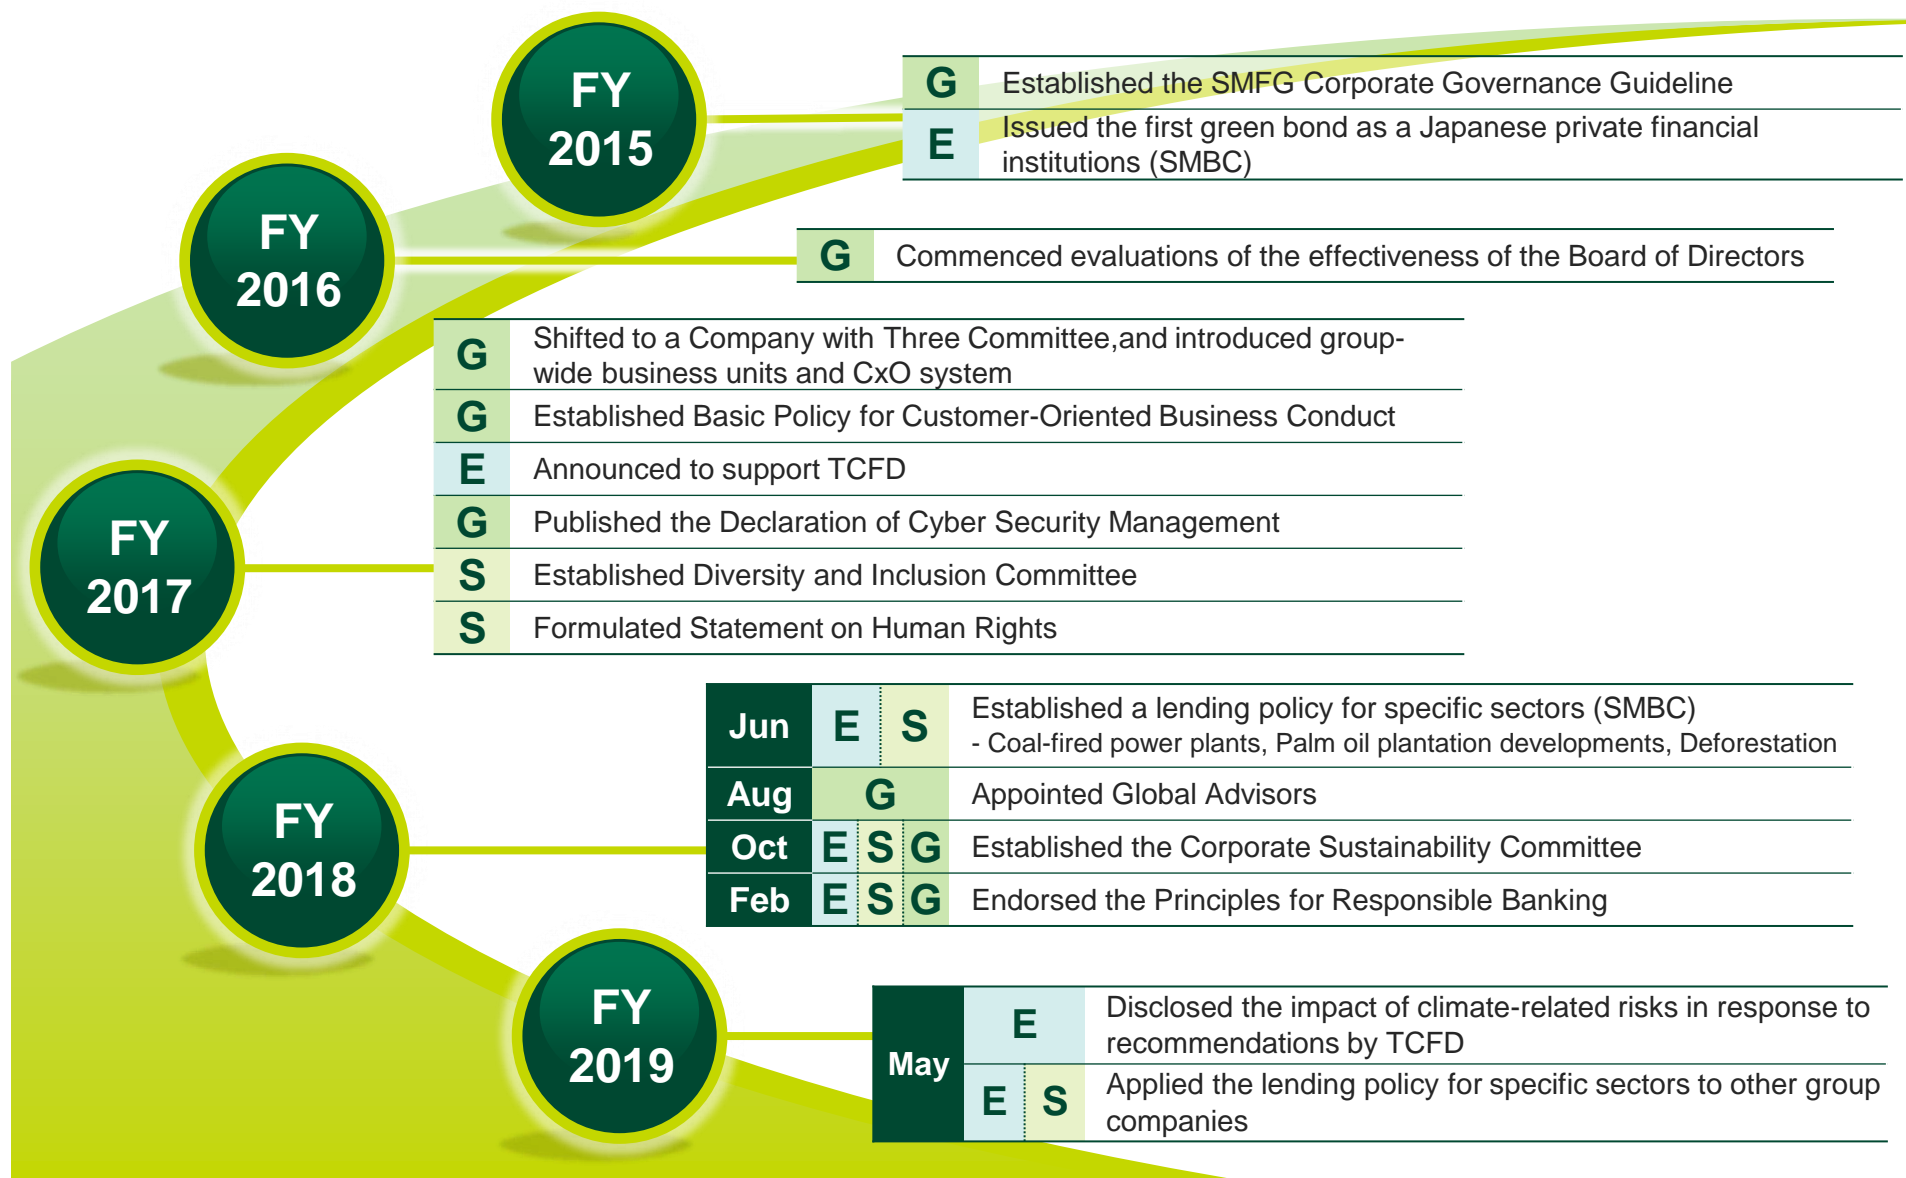 FY
2015
G Established the SMFG Corporate Governance Guideline
E Issued the first green bond as a Japanese private financial
institutions (SMBC)
FY
2016
G Commenced evaluations of the effectiveness of the Board of Directors
FY
2017
G Shifted to a Company with Three Committee,and introduced group-
wide business units and CxO system
G Established Basic Policy for Customer-Oriented Business Conduct
E Announced to support TCFD
G Published the Declaration of Cyber Security Management
S Established Diversity and Inclusion Committee
S Formulated Statement on Human Rights
FY
2018
Jun E S Established a lending policy for specific sectors (SMBC)
- Coal-fired power plants, Palm oil plantation developments, Deforestation
Aug G Appointed Global Advisors
Oct E S G Established the Corporate Sustainability Committee
Feb E S G Endorsed the Principles for Responsible Banking
FY
2019
May
E Disclosed the impact of climate-related risks in response to
recommendations by TCFD
E S Applied the lending policy for specific sectors to other group
companies